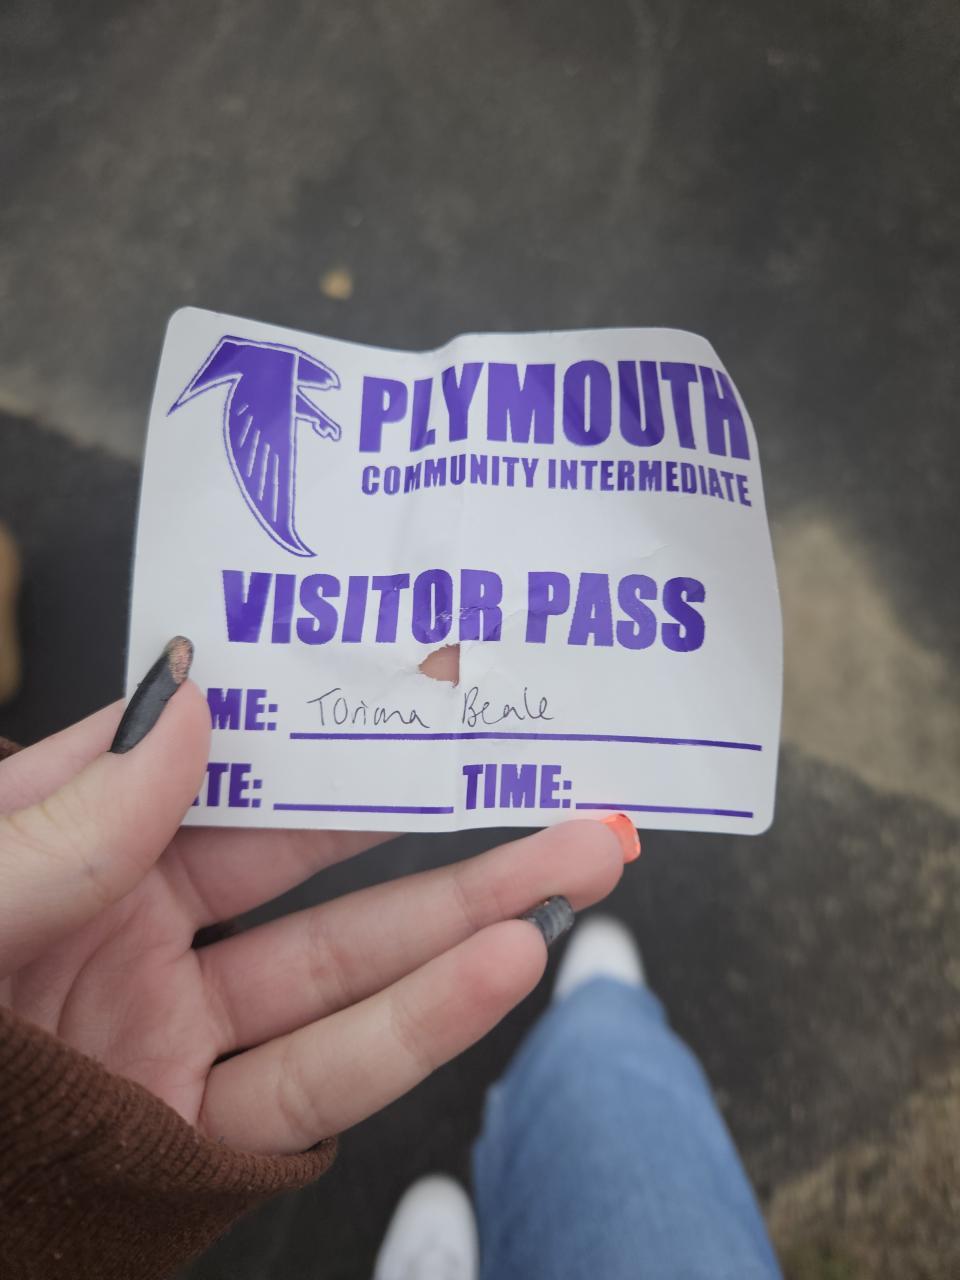 PLYMOUTH
COMMUNITY INTERMEDIATE
VISITOR PASS
ME: Toriana Beale
TE: TIME: